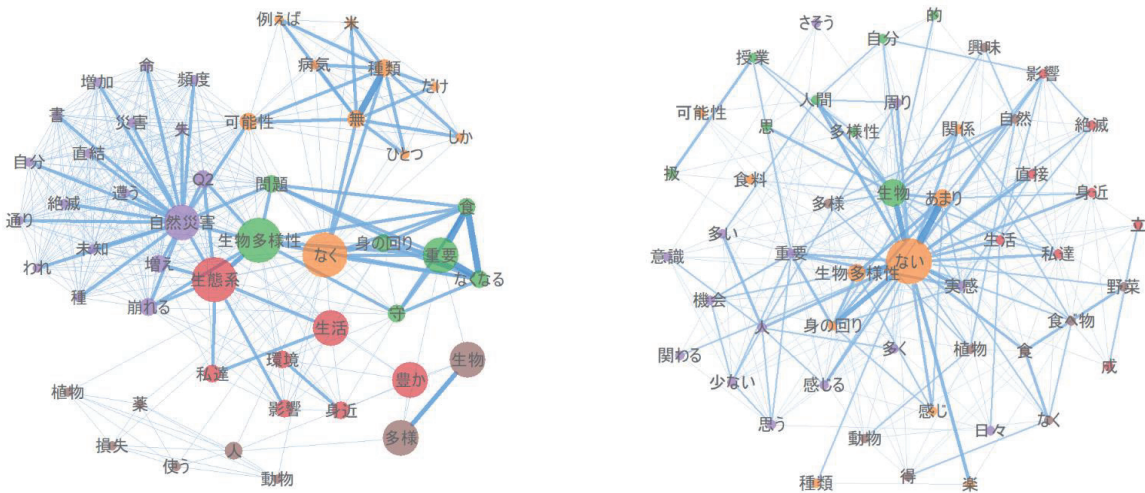 例えば
米
病気
種類
だけ
命
増加
頻度
書
災害
失
可能性
無
しか
ひとつ
自分
直結
Q2
問題
絶滅
遭う
食
通り
自然災害
生物多様性
なく
身の回り
重要
未知
われ
増え
生態系
なくなる
種
崩れる
守
生活
生物
環境
私達
豊か
植物
薬
影響
身近
多様
損失
人
使う
動物
さそう
的
自分
興味
授業
影響
人間
周り
可能性
思
多様性
関係
自然
絶滅
扱
食料
生物
あまり
直接
身近
多様
立
多い
意識
重要
生物多様性
ない
生活
私達
機会
実感
野菜
人
身の回り
食べ物
関わる
多く
植物
食
成
少ない
感じる
思う
感じ
動物
日々
なく
種類
得
楽